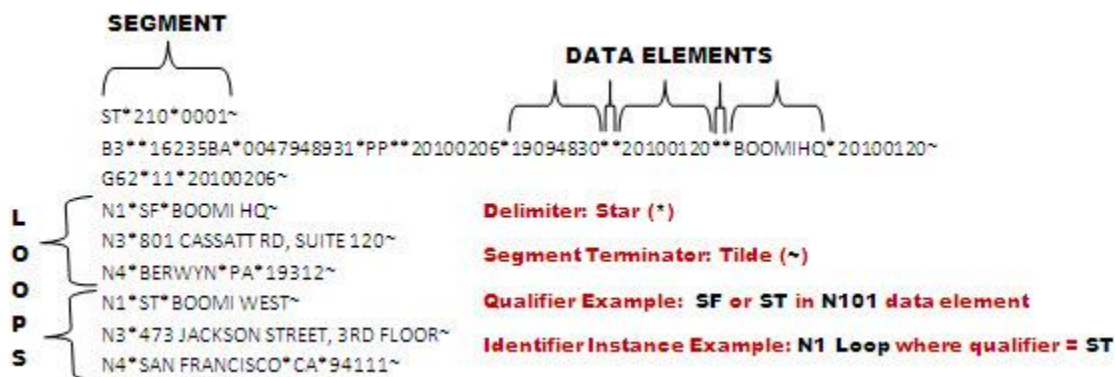 SEGMENT
DATA ELEMENTS
ST*210*0001~
B3**16235BA*0047948931*PP**20100206*19094830**20100120**BOOMIHQ*20100120~
G62*11*20100206~
LOOPS
N1*SF*BOOMI HQ~
N3*801 CASSATT RD, SUITE 120~
N4*BERWYN*PA*19312~
N1*ST*BOOMI WEST~
N3*473 JACKSON STREET, 3RD FLOOR~
N4*SAN FRANCISCO*CA*94111~
Delimiter: Star (*)
Segment Terminator: Tilde (~)
Qualifier Example: SF or ST in N101 data element
Identifier Instance Example: N1 Loop where qualifier = ST